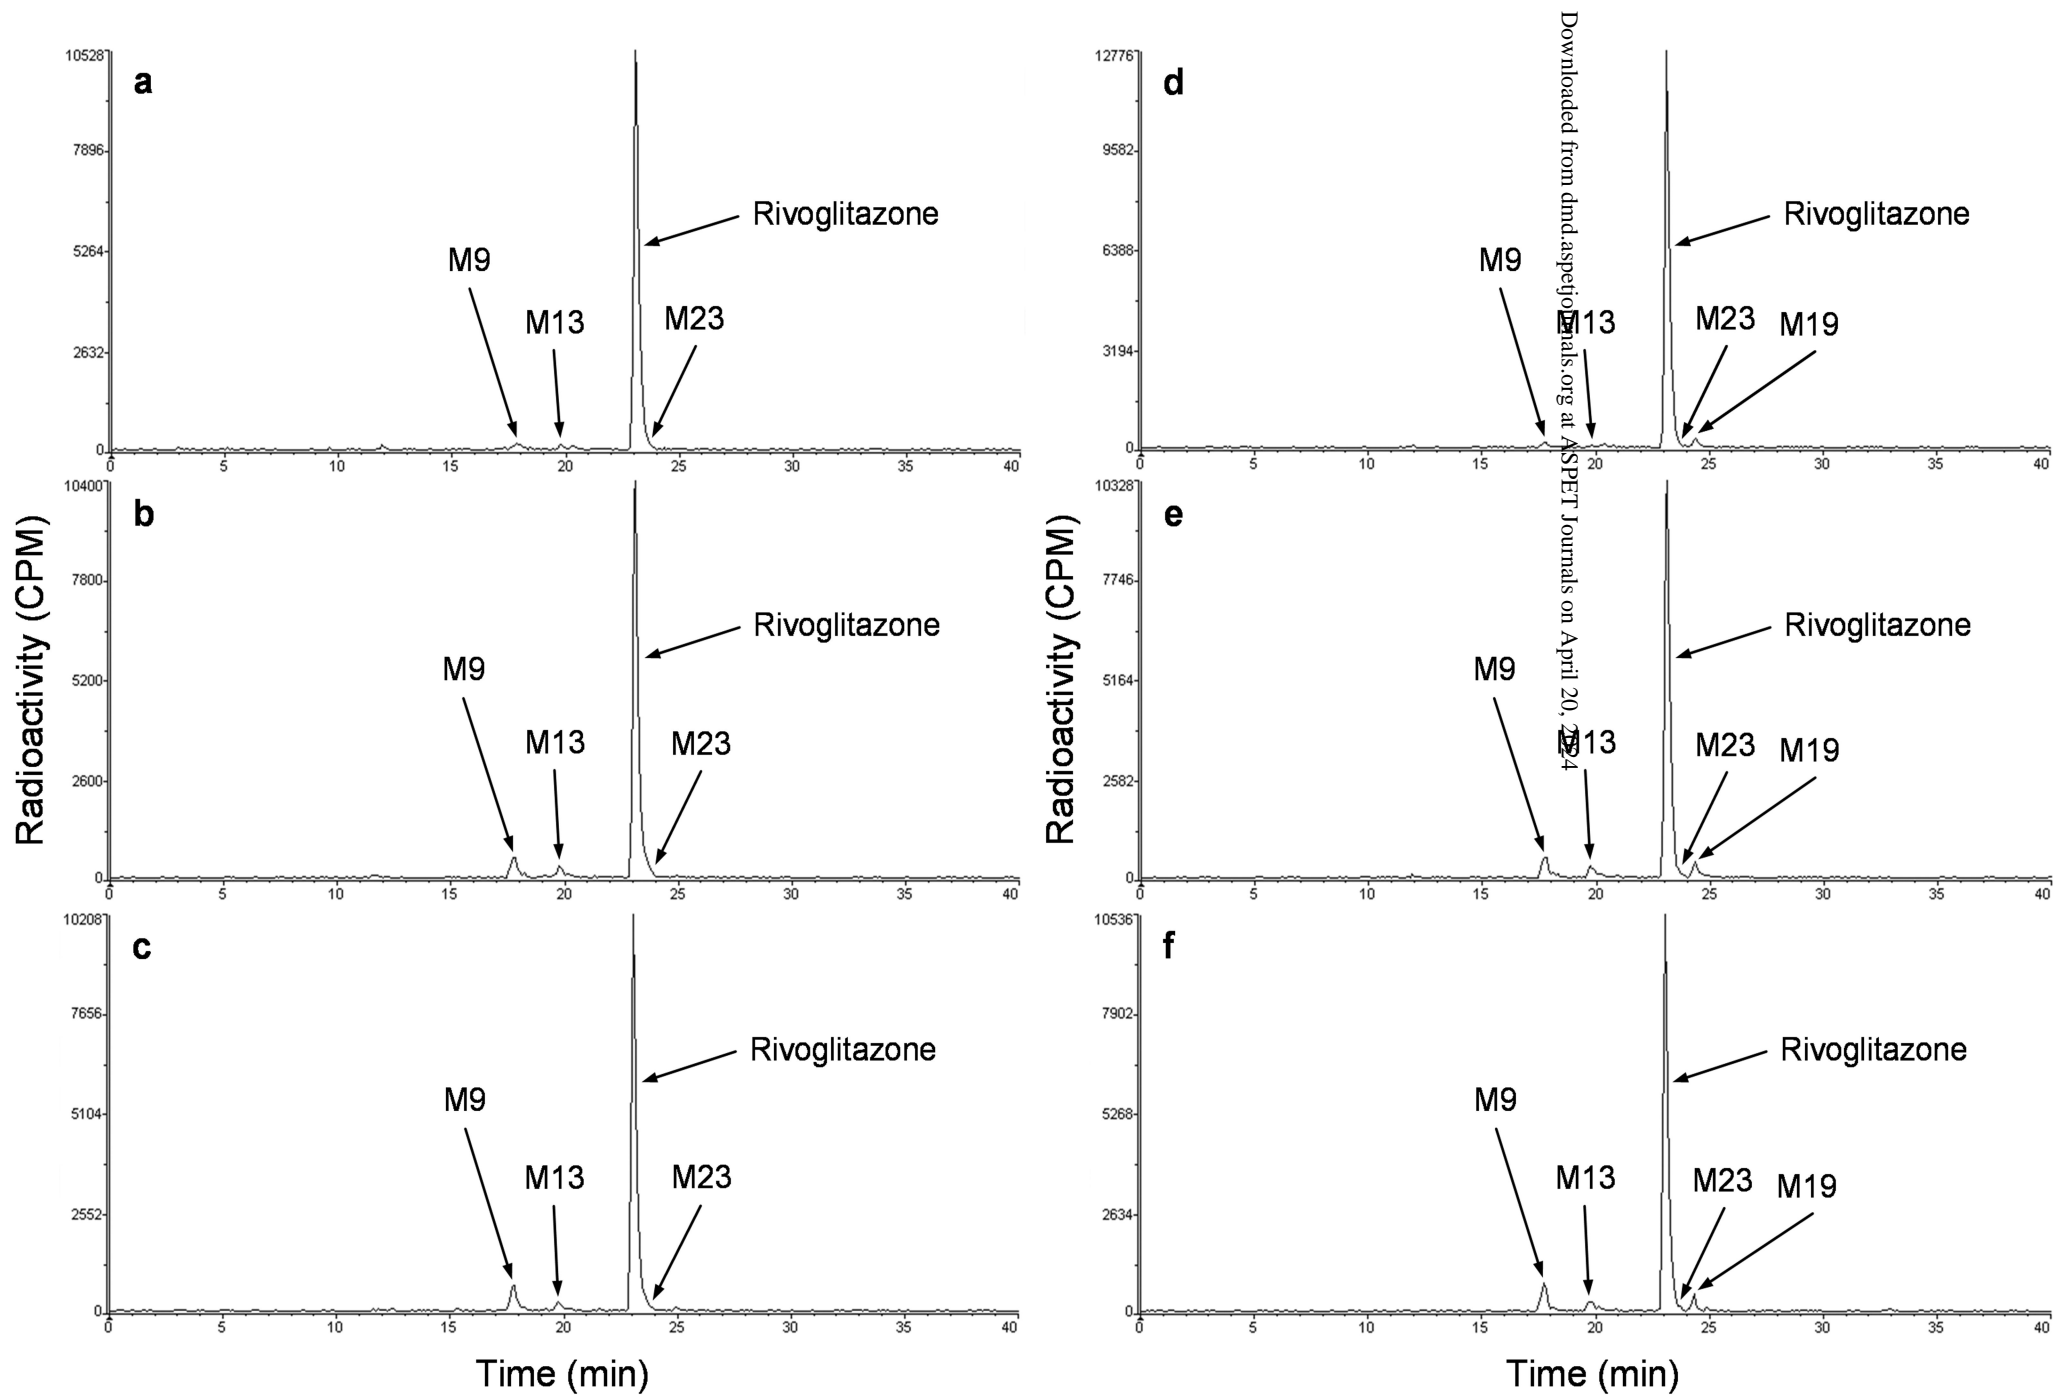 10528
a
7896
Rivoglitazone
5264
M9
M13
M23
2632
0
0 5 10 15 20 25 30 35 40
10400
b
7800
Rivoglitazone
5200
M9
M13
M23
2600
0
0 5 10 15 20 25 30 35 40
10208
c
7656
Rivoglitazone
5104
M9
M13
M23
2552
0
0 5 10 15 20 25 30 35 40
Radioactivity (CPM)
Time (min)
12776
d
9582
Rivoglitazone
6388
M9
M13
M23
M19
3194
0
0 5 10 15 20 25 30 35 40
10328
e
7746
Rivoglitazone
5164
M9
M13
M23
M19
2582
0
0 5 10 15 20 25 30 35 40
10536
f
7902
Rivoglitazone
5268
M9
M13
M23
M19
2634
0
0 5 10 15 20 25 30 35 40
Radioactivity (CPM)
Time (min)
Downloaded from dmd.aspetjournals.org at ASPET Journals on April 20, 2024